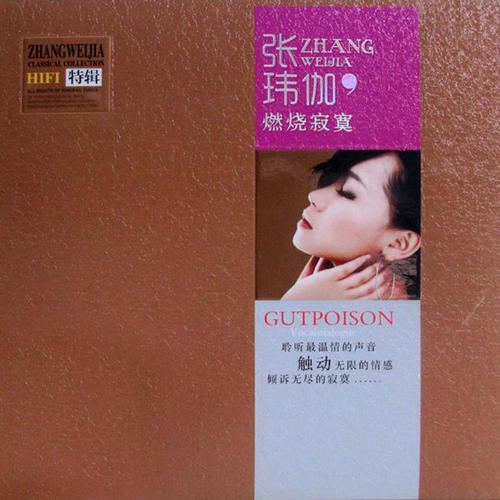 ZHANGWEIJIA
CLASSICAL COLLECTION
HIFI 特辑
张 ZHANG
WEIJIA
玮伽
燃烧寂寞
GUTPOISON
聆听最温情的声音
触动 无限的情感
倾诉无尽的寂寞......